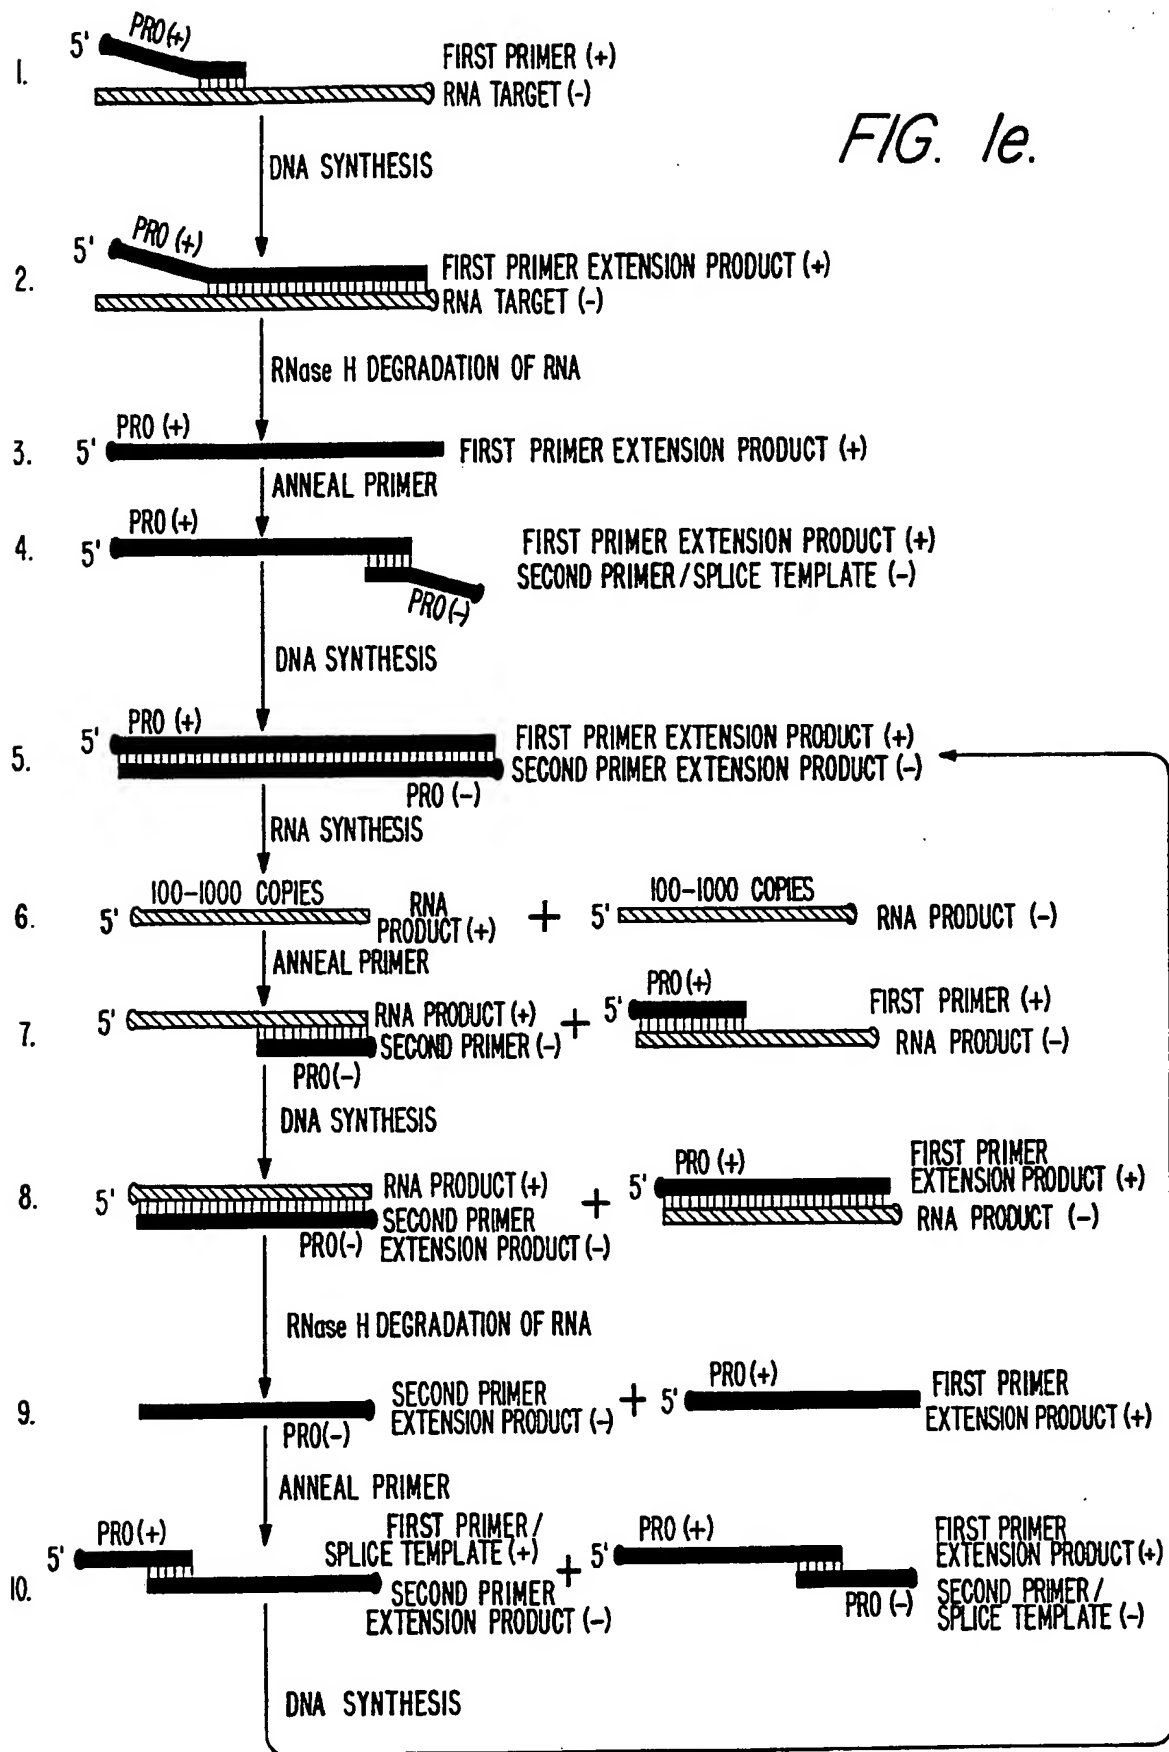 FIG. 1e.
1.
5'
PRO(+)
FIRST PRIMER (+)
RNA TARGET (-)
DNA SYNTHESIS
2.
5'
PRO (+)
FIRST PRIMER EXTENSION PRODUCT (+)
RNA TARGET (-)
RNase H DEGRADATION OF RNA
3.
5'
PRO (+)
FIRST PRIMER EXTENSION PRODUCT (+)
ANNEAL PRIMER
4.
5'
PRO (+)
FIRST PRIMER EXTENSION PRODUCT (+)
SECOND PRIMER/SPLICE TEMPLATE (-)
PRO(-)
DNA SYNTHESIS
5.
5'
PRO (+)
FIRST PRIMER EXTENSION PRODUCT (+)
SECOND PRIMER EXTENSION PRODUCT (-)
PRO (-)
RNA SYNTHESIS
6.
5'
100-1000 COPIES
RNA
PRODUCT (+)
+
5'
100-1000 COPIES
RNA PRODUCT (-)
ANNEAL PRIMER
7.
5'
RNA PRODUCT (+)
SECOND PRIMER (-)
PRO(-)
+
5'
PRO(+)
FIRST PRIMER (+)
RNA PRODUCT (-)
DNA SYNTHESIS
8.
5'
RNA PRODUCT (+)
SECOND PRIMER
EXTENSION PRODUCT (-)
PRO(-)
+
5'
PRO (+)
FIRST PRIMER
EXTENSION PRODUCT (+)
RNA PRODUCT (-)
RNase H DEGRADATION OF RNA
9.
SECOND PRIMER
EXTENSION PRODUCT (-)
PRO(-)
+
5'
PRO(+)
FIRST PRIMER
EXTENSION PRODUCT (+)
ANNEAL PRIMER
10.
5'
PRO(+)
FIRST PRIMER /
SPLICE TEMPLATE (+)
SECOND PRIMER
EXTENSION PRODUCT (-)
+
5'
PRO (+)
FIRST PRIMER
EXTENSION PRODUCT (+)
PRO (-)
SECOND PRIMER /
SPLICE TEMPLATE (-)
DNA SYNTHESIS